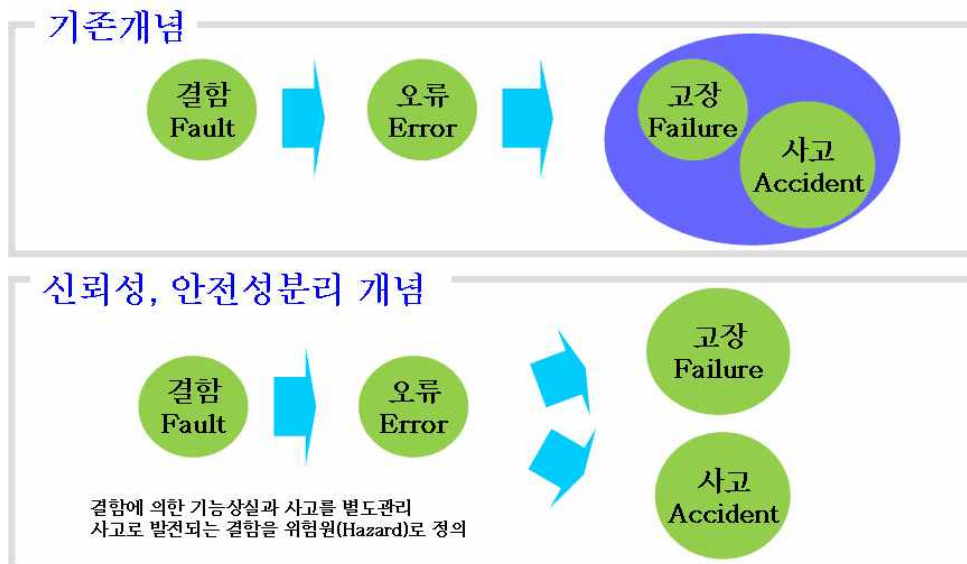 기존개념
결함
Fault
오류
Error
고장
Failure
사고
Accident
신뢰성, 안전성분리 개념
결함
Fault
오류
Error
고장
Failure
사고
Accident
결함에 의한 기능상실과 사고를 별도관리
사고로 발전되는 결함을 위험원(Hazard)로 정의